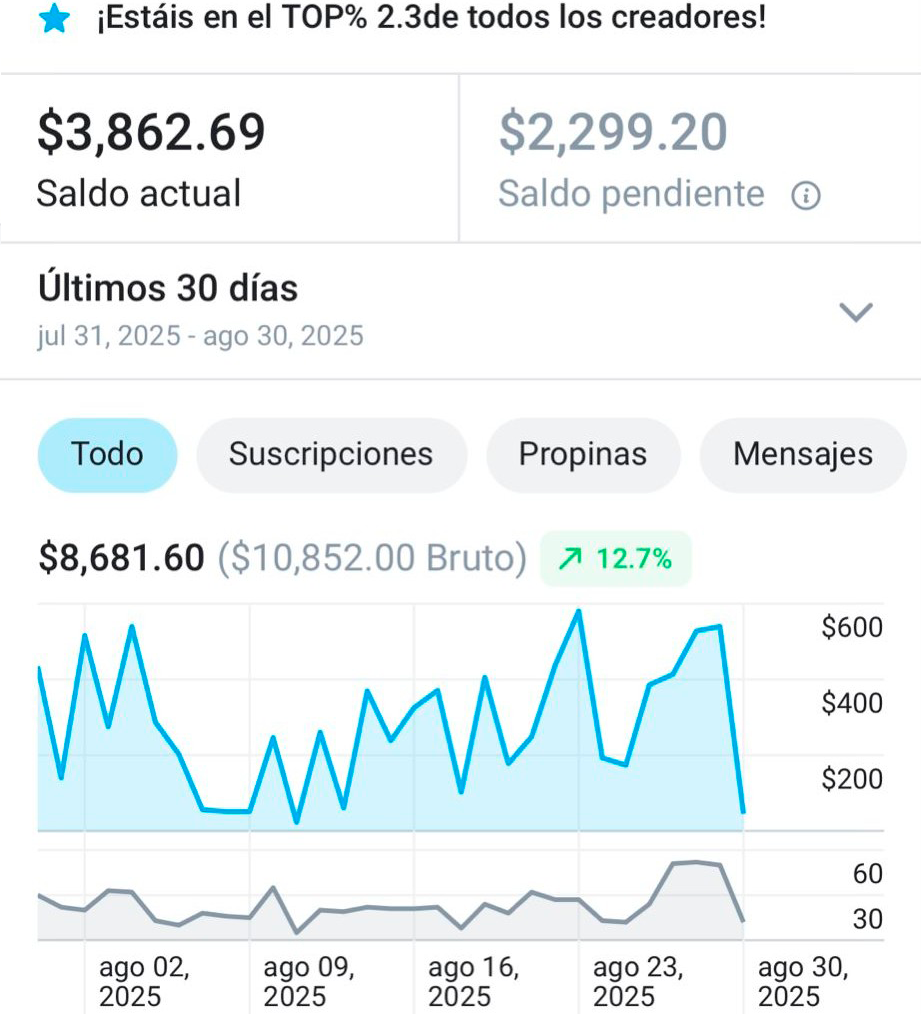 ¡Estáis en el TOP% 2.3de todos los creadores!
$3,862.69
Saldo actual
$2,299.20
Saldo pendiente
Últimos 30 días
jul 31, 2025 - ago 30, 2025
Todo
Suscripciones
Propinas
Mensajes
$8,681.60 ($10,852.00 Bruto) 12.7%
$600
$400
$200
60
30
ago 02,
2025
ago 09,
2025
ago 16,
2025
ago 23,
2025
ago 30,
2025